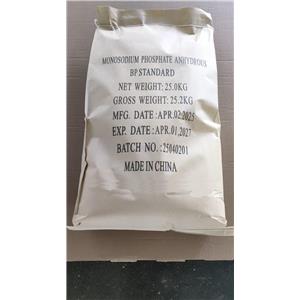 MONOSODIUM PHOSPHATE ANHYDROUS
BP STANDARD
NET WEIGHT: 25.0KG
GROSS WEIGHT: 25.2KG
MFG. DATE : APR.02,2025
EXP. DATE : APR.01,2027
BATCH NO. : 25040201
MADE IN CHINA